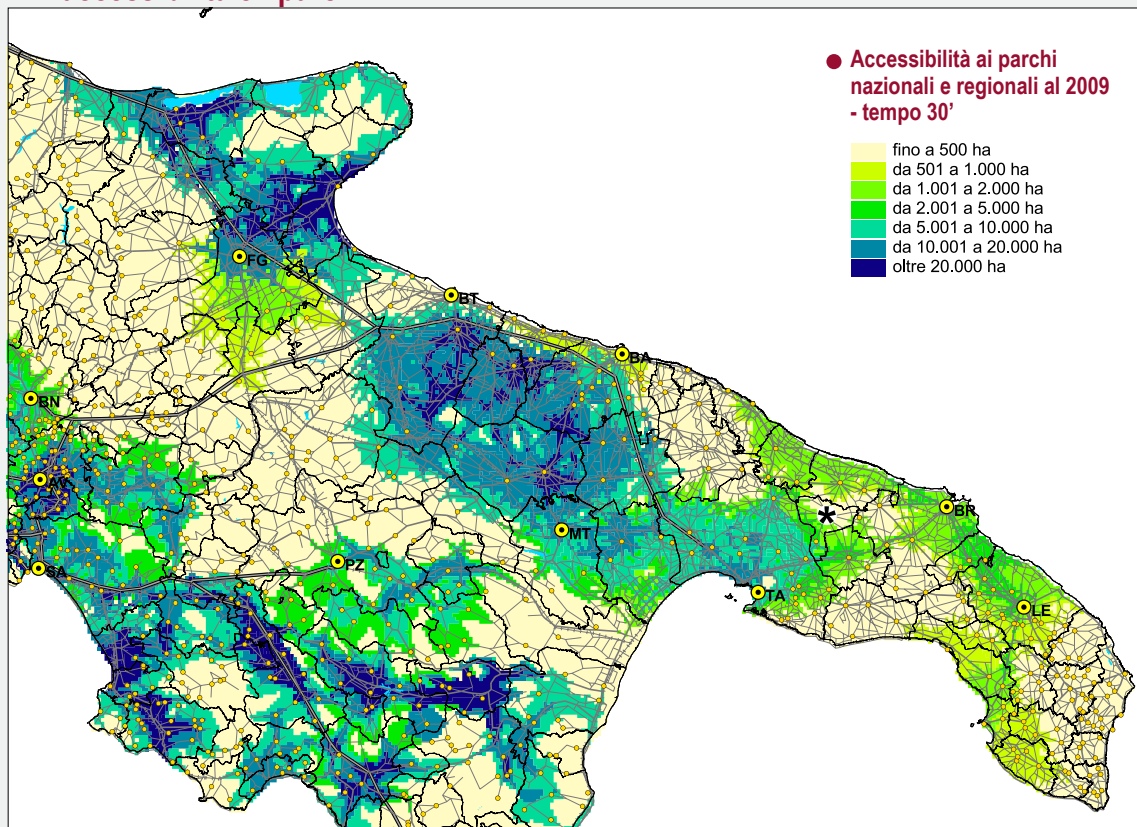 ● Accessibilità ai parchi
nazionali e regionali al 2009
- tempo 30'
fino a 500 ha
da 501 a 1.000 ha
da 1.001 a 2.000 ha
da 2.001 a 5.000 ha
da 5.001 a 10.000 ha
da 10.001 a 20.000 ha
oltre 20.000 ha
FG
BT
BA
BN
AV
BR
*
MT
PZ
SA
TA
LE